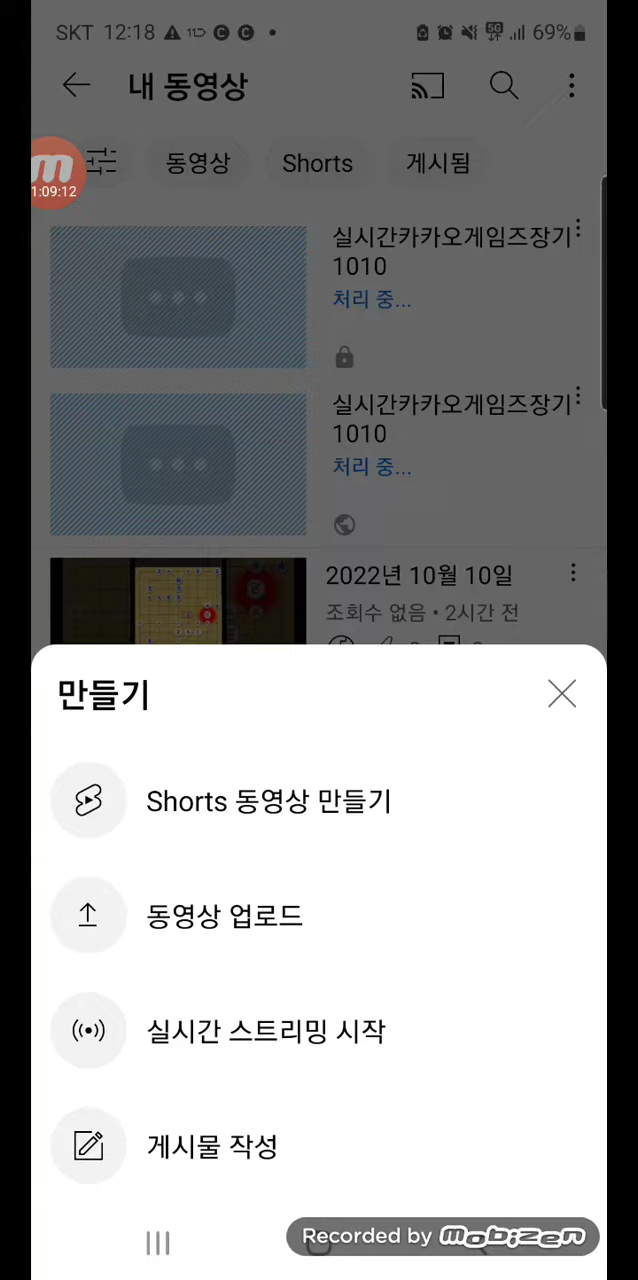 SKT 12:18
69%
내 동영상
1:09:12
동영상
Shorts
게시됨
실시간카카오게임즈장기
1010
처리 중...
실시간카카오게임즈장기
1010
처리 중...
2022년 10월 10일
조회수 없음 • 2시간 전
만들기
Shorts 동영상 만들기
동영상 업로드
실시간 스트리밍 시작
게시물 작성
Recorded by mobizen